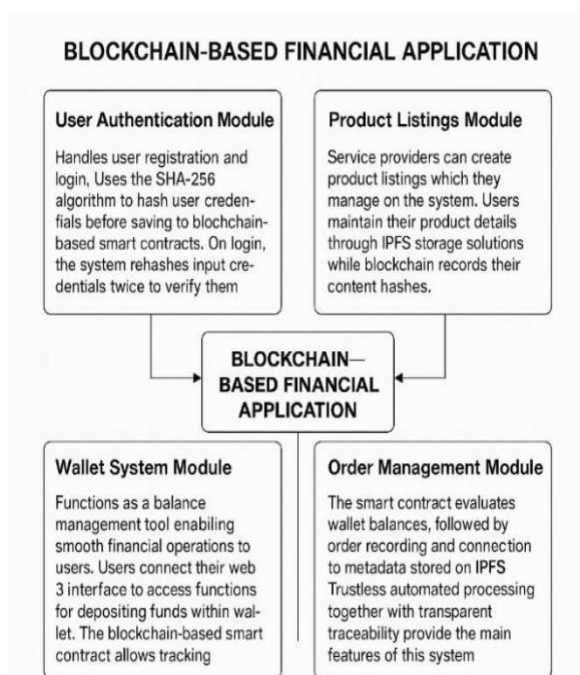 BLOCKCHAIN-BASED FINANCIAL APPLICATION
User Authentication Module
Handles user registration and
login, Uses the SHA-256
algorithm to hash user creden-
fials before saving to blochchain-
based smart contracts. On login,
the system rehashes input cre-
dentials twice to verify them
Product Listings Module
Service providers can create
product listings which they
manage on the system. Users
maintain their product details
through IPFS storage solutions
while blockchain records their
content hashes.
BLOCKCHAIN—
BASED FINANCIAL
APPLICATION
Wallet System Module
Functions as a balance
management tool enabiling
smooth financial operations to
users. Users connect their web
3 interface to access functions
for depositing funds within wal-
let. The blockchain-based smart
contract allows tracking
Order Management Module
The smart contract evaluates
wallet balances, followed by
order recording and connection
to metadata stored on IPFS
Trustless automated processing
together with transparent
traceability provide the main
features of this system